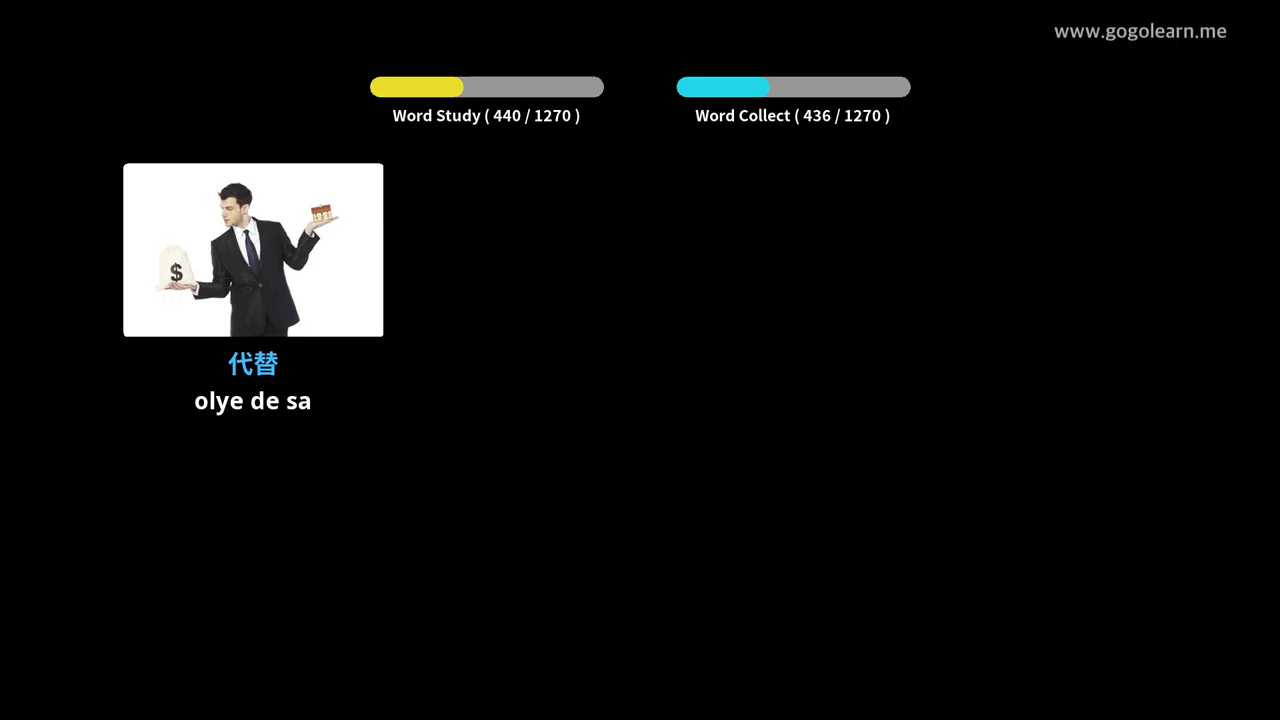 www.gogolearn.me
Word Study ( 440 / 1270 )
Word Collect ( 436 / 1270 )
$
代替
olye de sa